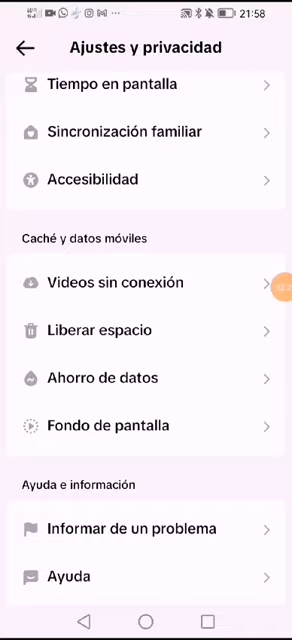 21:58
Ajustes y privacidad
Tiempo en pantalla
Sincronización familiar
Accesibilidad
Caché y datos móviles
Videos sin conexión
Liberar espacio
Ahorro de datos
Fondo de pantalla
Ayuda e información
Informar de un problema
Ayuda